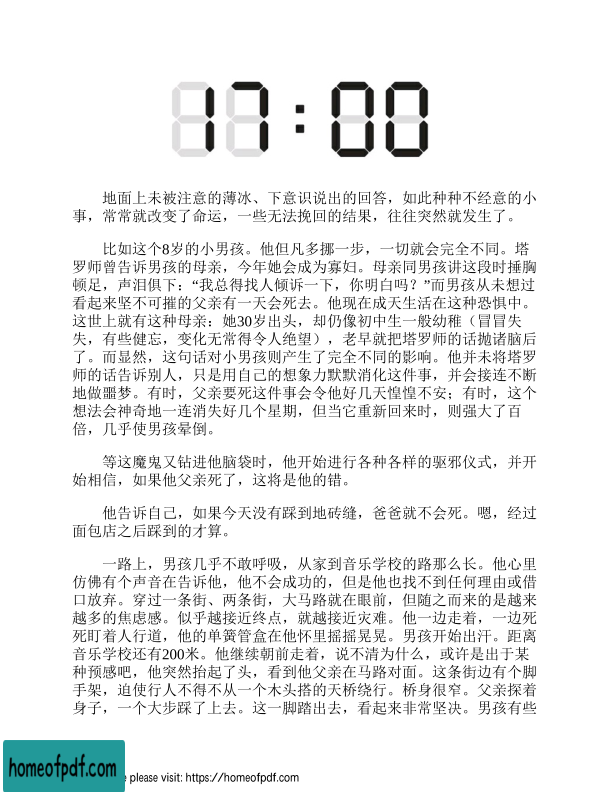 17:00
地面上未被注意的薄冰、下意识说出的回答，如此种种不经意的小
事，常常就改变了命运，一些无法挽回的结果，往往突然就发生了。
比如这个8岁的小男孩。他但凡多挪一步，一切就会完全不同。塔
罗师曾告诉男孩的母亲，今年她会成为寡妇。母亲同男孩讲这段时捶胸
顿足，声泪俱下：“我总得找人倾诉一下，你明白吗？”而男孩从未想过
看起来坚不可摧的父亲有一天会死去。他现在成天生活在这种恐惧中。
这世上就有这种母亲：她30岁出头，却仍像初中生一般幼稚（冒冒失
失，有些健忘，变化无常得令人绝望），老早就把塔罗师的话抛诸脑后
了。而显然，这句话对小男孩则产生了完全不同的影响。他并未将塔罗
师的话告诉别人，只是用自己的想象力默默消化这件事，并会接连不断
地做噩梦。有时，父亲要死这件事会令他好几天惶惶不安；有时，这个
想法会神奇地一连消失好几个星期，但当它重新回来时，则强大了百
倍，几乎使男孩晕倒。
等这魔鬼又钻进他脑袋时，他开始进行各种各样的驱邪仪式，并开
始相信，如果他父亲死了，这将是他的错。
他告诉自己，如果今天没有踩到地砖缝，爸爸就不会死。嗯，经过
面包店之后踩到的才算。
一路上，男孩几乎不敢呼吸，从家到音乐学校的路那么长。他心里
仿佛有个声音在告诉他，他不会成功的，但是他也找不到任何理由或借
口放弃。穿过一条街、两条街，大马路就在眼前，但随之而来的是越来
越多的焦虑感。似乎越接近终点，就越接近灾难。他一边走着，一边死
死盯着人行道，他的单簧管盒在他怀里摇摇晃晃。男孩开始出汗。距离
音乐学校还有200米。他继续朝前走着，说不清为什么，或许是出于某
种预感吧，他突然抬起了头，看到他父亲在马路对面。这条街边有个脚
手架，迫使行人不得不从一个木头搭的天桥绕行。桥身很窄。父亲探着
身子，一个大步踩了上去。这一脚踏出去，看起来非常坚决。男孩有些
homeofpdf.com
e please visit: https://homeofpdf.com